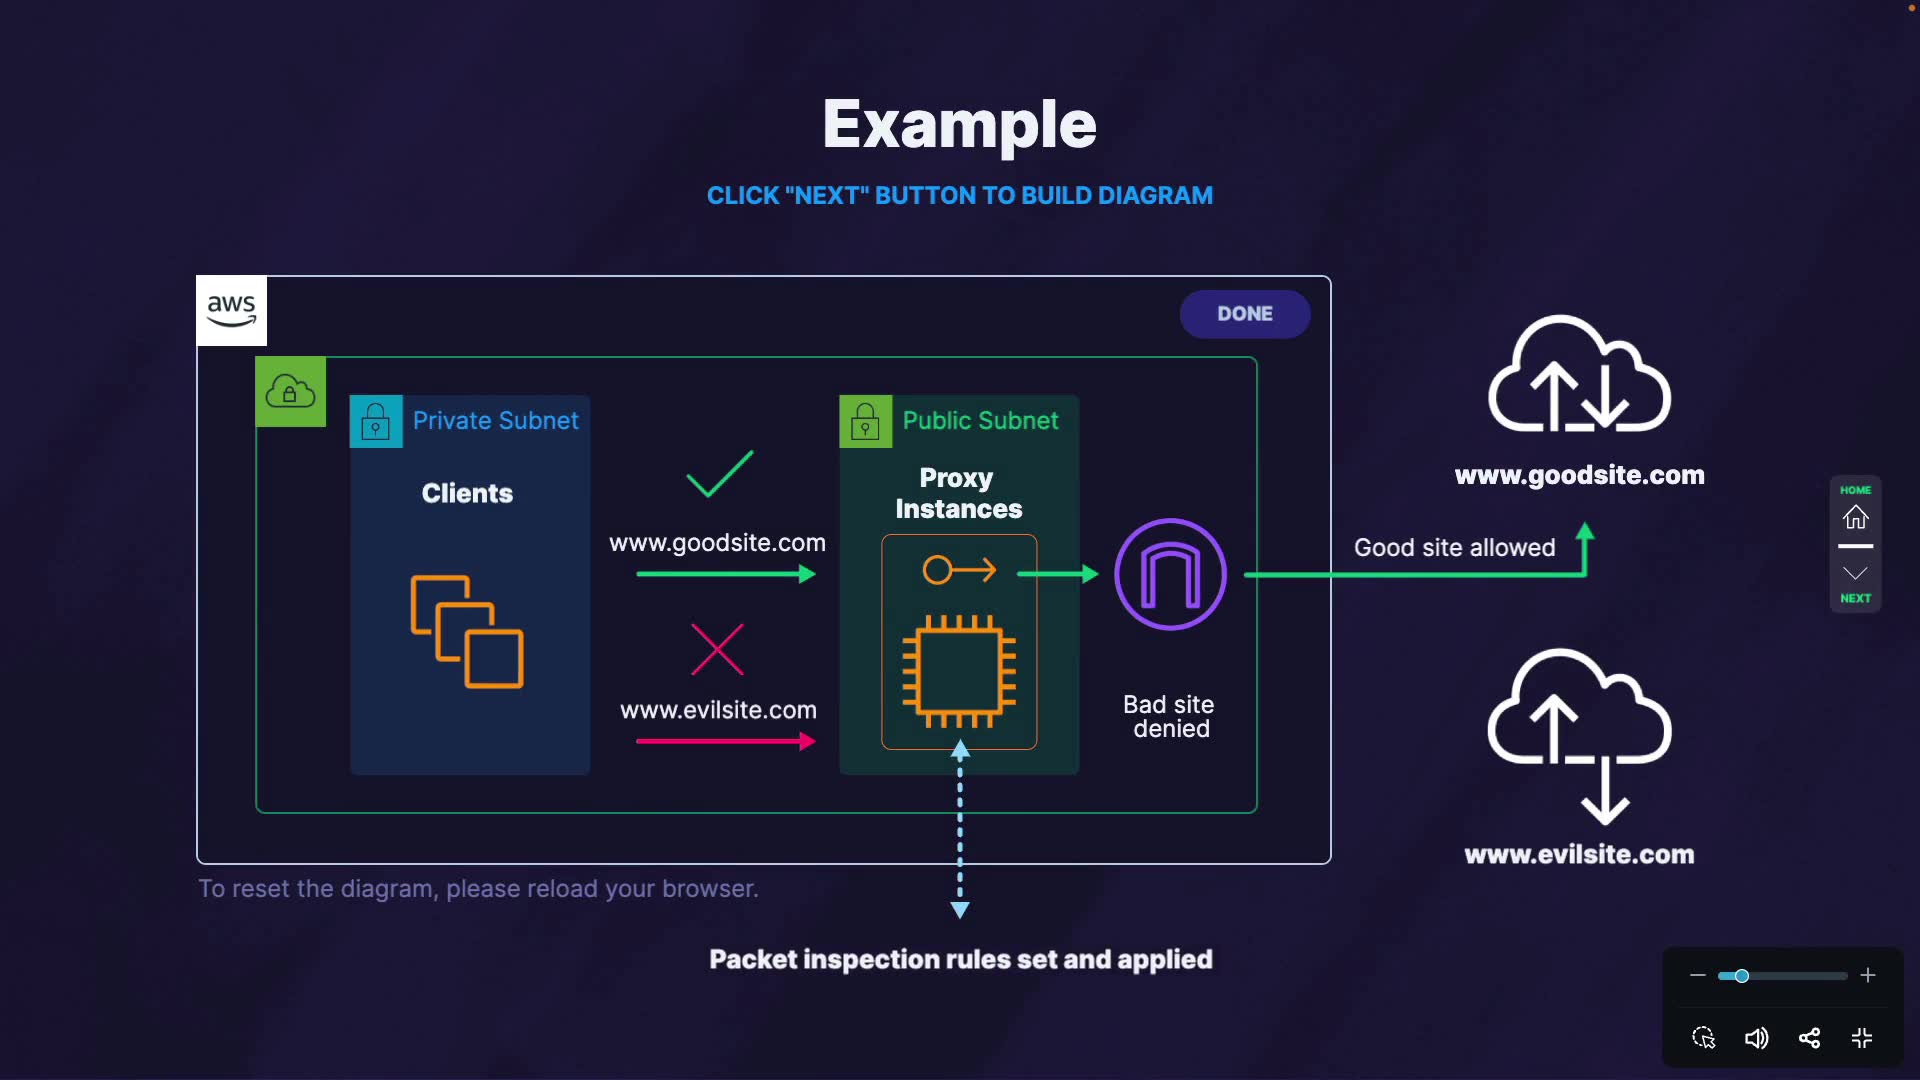 Example
CLICK "NEXT" BUTTON TO BUILD DIAGRAM
aws
DONE
Private Subnet
Clients
www.goodsite.com
www.evilsite.com
Public Subnet
Proxy
Instances
Bad site
denied
Good site allowed
www.goodsite.com
www.evilsite.com
HOME
NEXT
To reset the diagram, please reload your browser.
Packet inspection rules set and applied